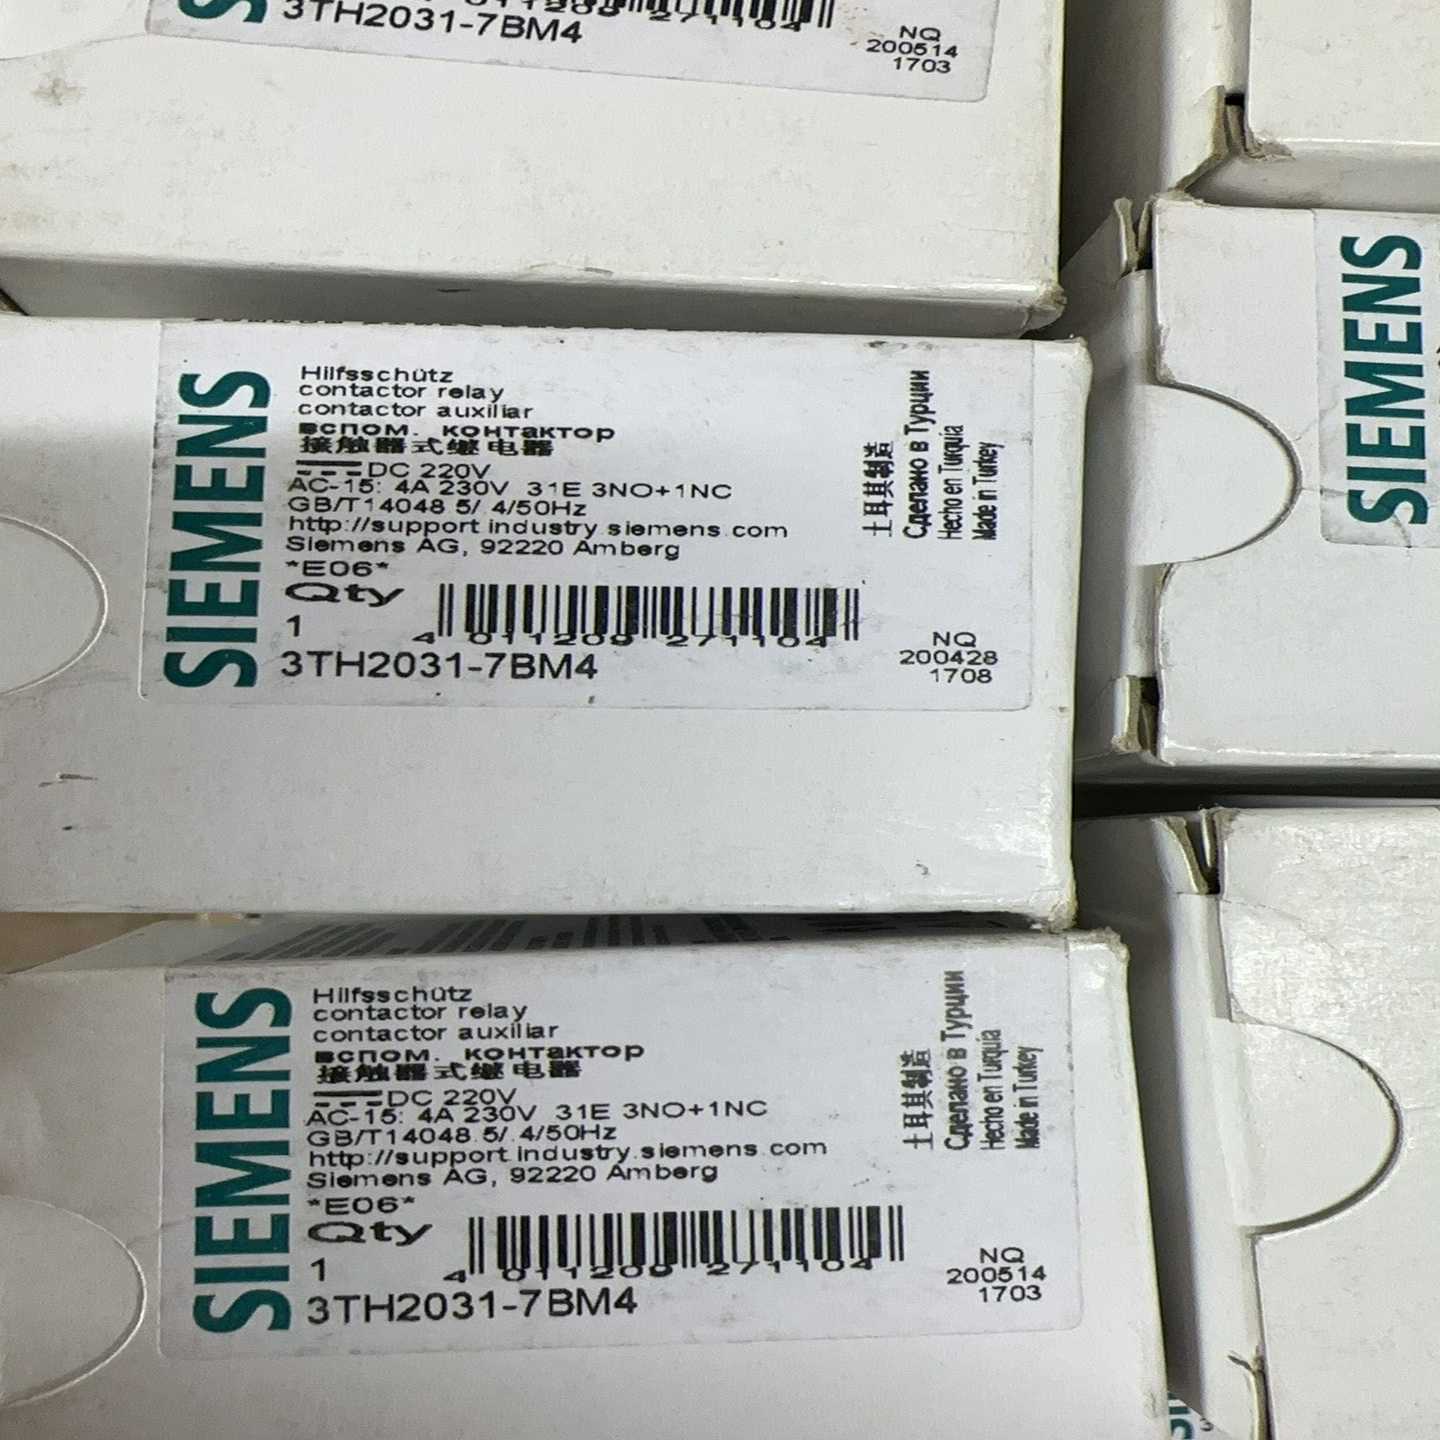 3TH2031-7BM4
NQ
200514
1703
SIEMENS
Hilfsschütz
contactor relay
contactor auxiliar
вспом. контактор
接触器式继电器
DC 220V
AC-15: 4A 230V 31E 3NO+1NC
GB/T14048.5/.4/50Hz
http://support.industry.siemens.com
Siemens AG, 92220 Amberg
*E06*
Qty
1
4 011209 271104
3TH2031-7BM4
土耳其制造
Сделано в Турции
Hecho en Turquía
Made in Turkey
NQ
200428
1708
SIEMENS
SIEMENS
Hilfsschütz
contactor relay
contactor auxiliar
вспом. контактор
接触器式继电器
DC 220V
AC-15: 4A 230V 31E 3NO+1NC
GB/T14048.5/.4/50Hz
http://support.industry.siemens.com
Siemens AG, 92220 Amberg
*E06*
Qty
1
4 011209 271104
3TH2031-7BM4
土耳其制造
Сделано в Турции
Hecho en Turquía
Made in Turkey
NQ
200514
1703